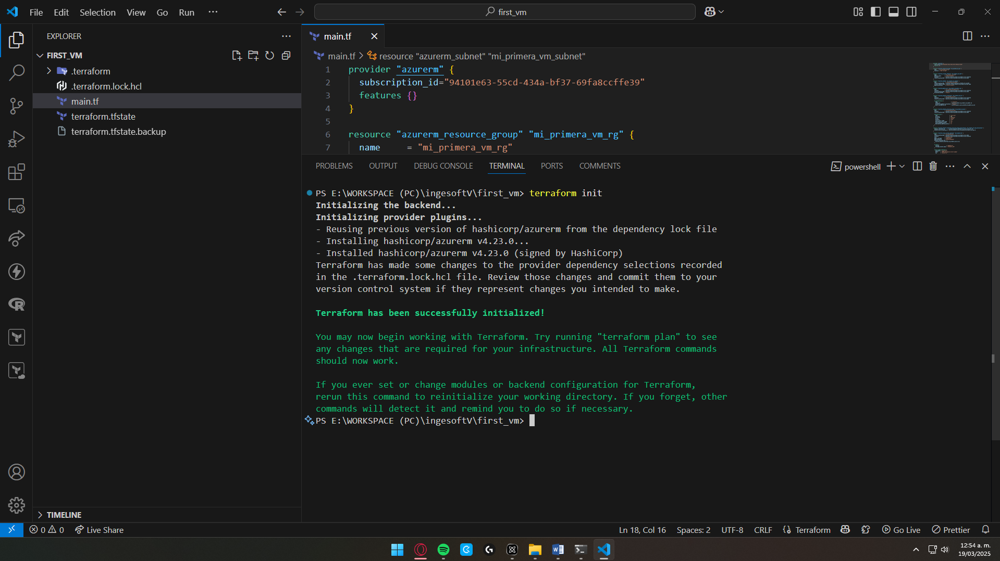 File Edit Selection View Go Run ··· first_vm
EXPLORER
FIRST_VM
.terraform
.terraform.lock.hcl
main.tf
terraform.tfstate
terraform.tfstate.backup
TIMELINE
main.tf
main.tf > resource "azurerm_subnet" "mi_primera_vm_subnet"
1 provider "azurerm" {
2 subscription_id="94101e63-55cd-434a-bf37-69fa8ccffe39"
3 features {}
4 }
5
6 resource "azurerm_resource_group" "mi_primera_vm_rg" {
7 name = "mi_primera_vm_rg"
PROBLEMS OUTPUT DEBUG CONSOLE TERMINAL PORTS COMMENTS powershell
PS E:\WORKSPACE (PC)\ingesoftV\first_vm> terraform init
Initializing the backend...
Initializing provider plugins...
- Reusing previous version of hashicorp/azurerm from the dependency lock file
- Installing hashicorp/azurerm v4.23.0...
- Installed hashicorp/azurerm v4.23.0 (signed by HashiCorp)
Terraform has made some changes to the provider dependency selections recorded
in the .terraform.lock.hcl file. Review those changes and commit them to your
version control system if they represent changes you intended to make.
Terraform has been successfully initialized!
You may now begin working with Terraform. Try running "terraform plan" to see
any changes that are required for your infrastructure. All Terraform commands
should now work.
If you ever set or change modules or backend configuration for Terraform,
rerun this command to reinitialize your working directory. If you forget, other
commands will detect it and remind you to do so if necessary.
PS E:\WORKSPACE (PC)\ingesoftV\first_vm>
0 0 Live Share Ln 18, Col 16 Spaces: 2 UTF-8 CRLF {} Terraform Go Live Prettier
12:54 a. m.
19/03/2025